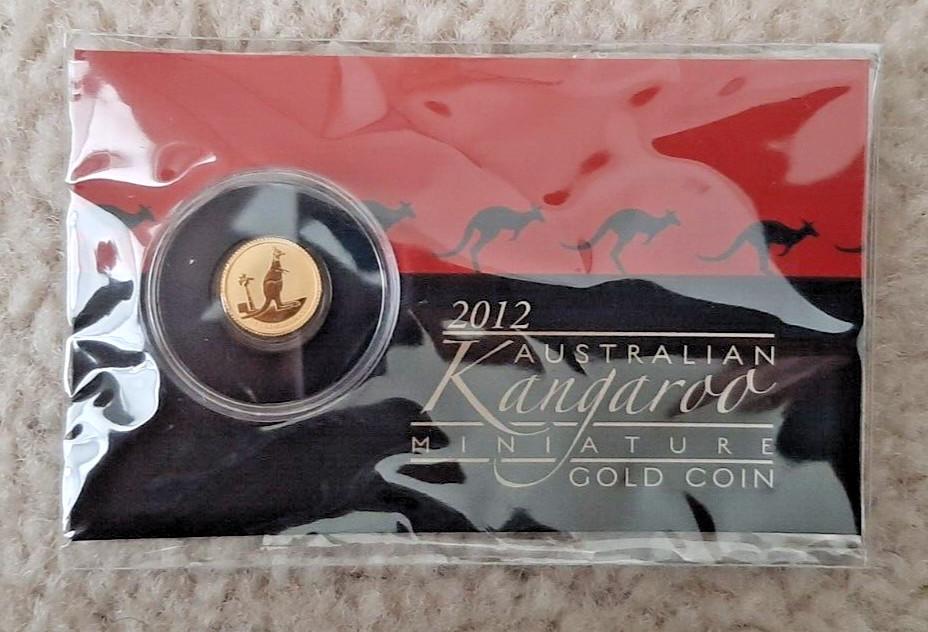 2012
AUSTRALIAN
Kangaroo
MINIATURE
GOLD COIN